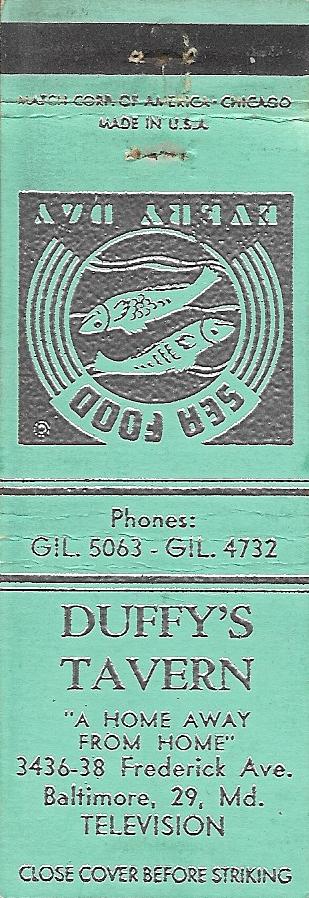 MATCH CORP. OF AMERICA - CHICAGO
MADE IN U.S.A.
EVERY DAY
SEA FOOD
Phones:
GIL. 5063 - GIL. 4732
DUFFY'S
TAVERN
"A HOME AWAY
FROM HOME"
3436-38 Frederick Ave.
Baltimore, 29, Md.
TELEVISION
CLOSE COVER BEFORE STRIKING